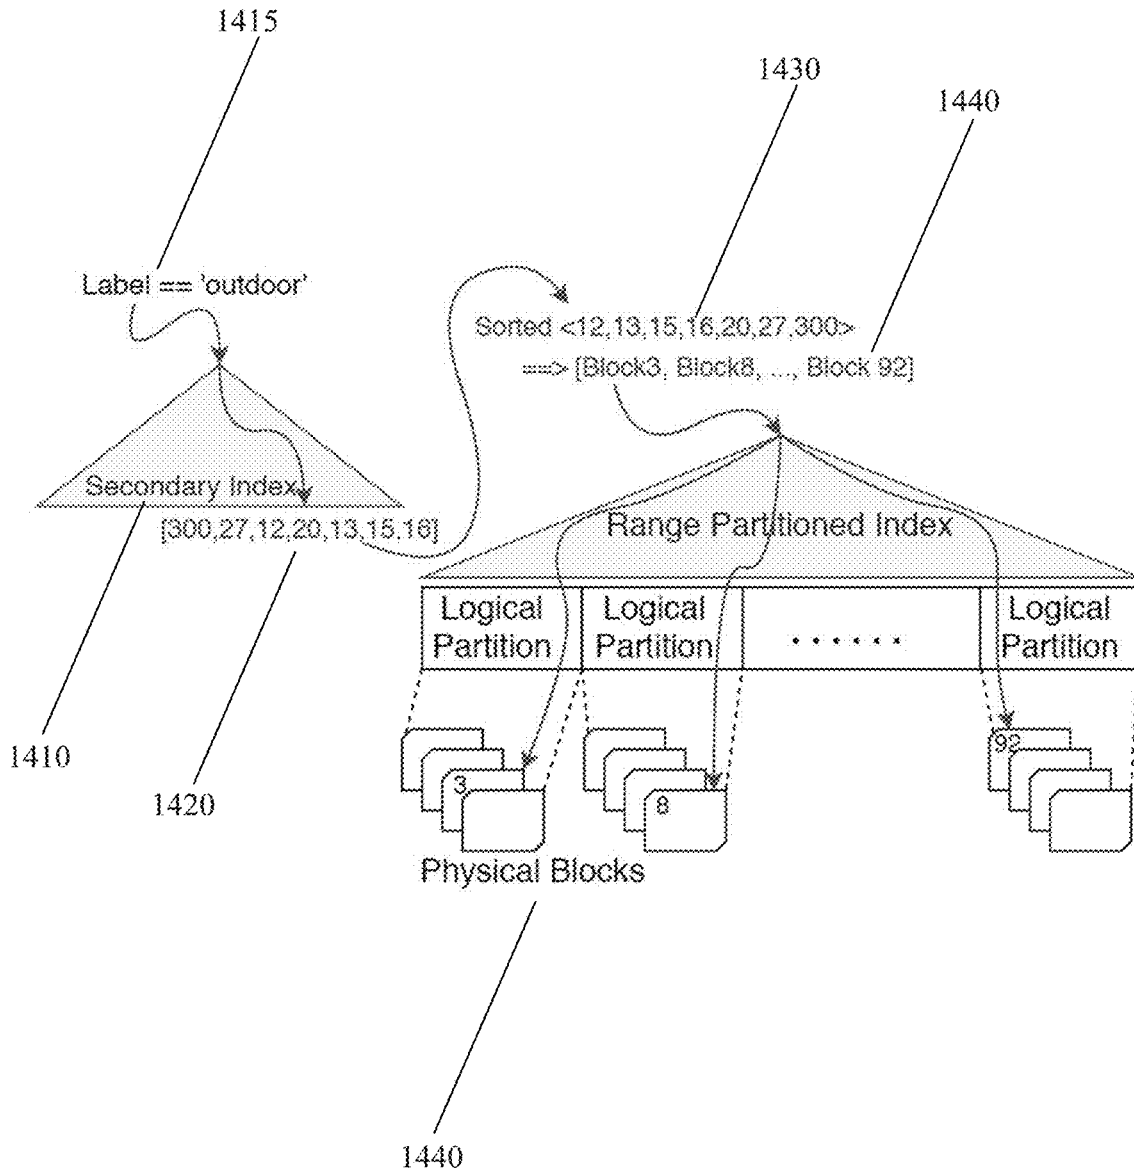 1415
1430
1440
Label == 'outdoor'
Sorted <12,13,15,16,20,27,300>
==> [Block3, Block8, ..., Block 92]
Secondary Index
[300,27,12,20,13,15,16]
Range Partitioned Index
Logical Partition
Logical Partition
......
Logical Partition
1410
1420
3
8
92
Physical Blocks
1440